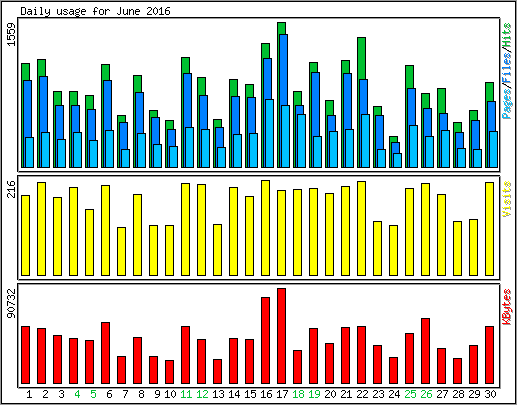 Daily usage for June 2016
1559
Pages/Files/Hits
216
Visits
90732
KBytes
1 2 3 4 5 6 7 8 9 10 11 12 13 14 15 16 17 18 19 20 21 22 23 24 25 26 27 28 29 30